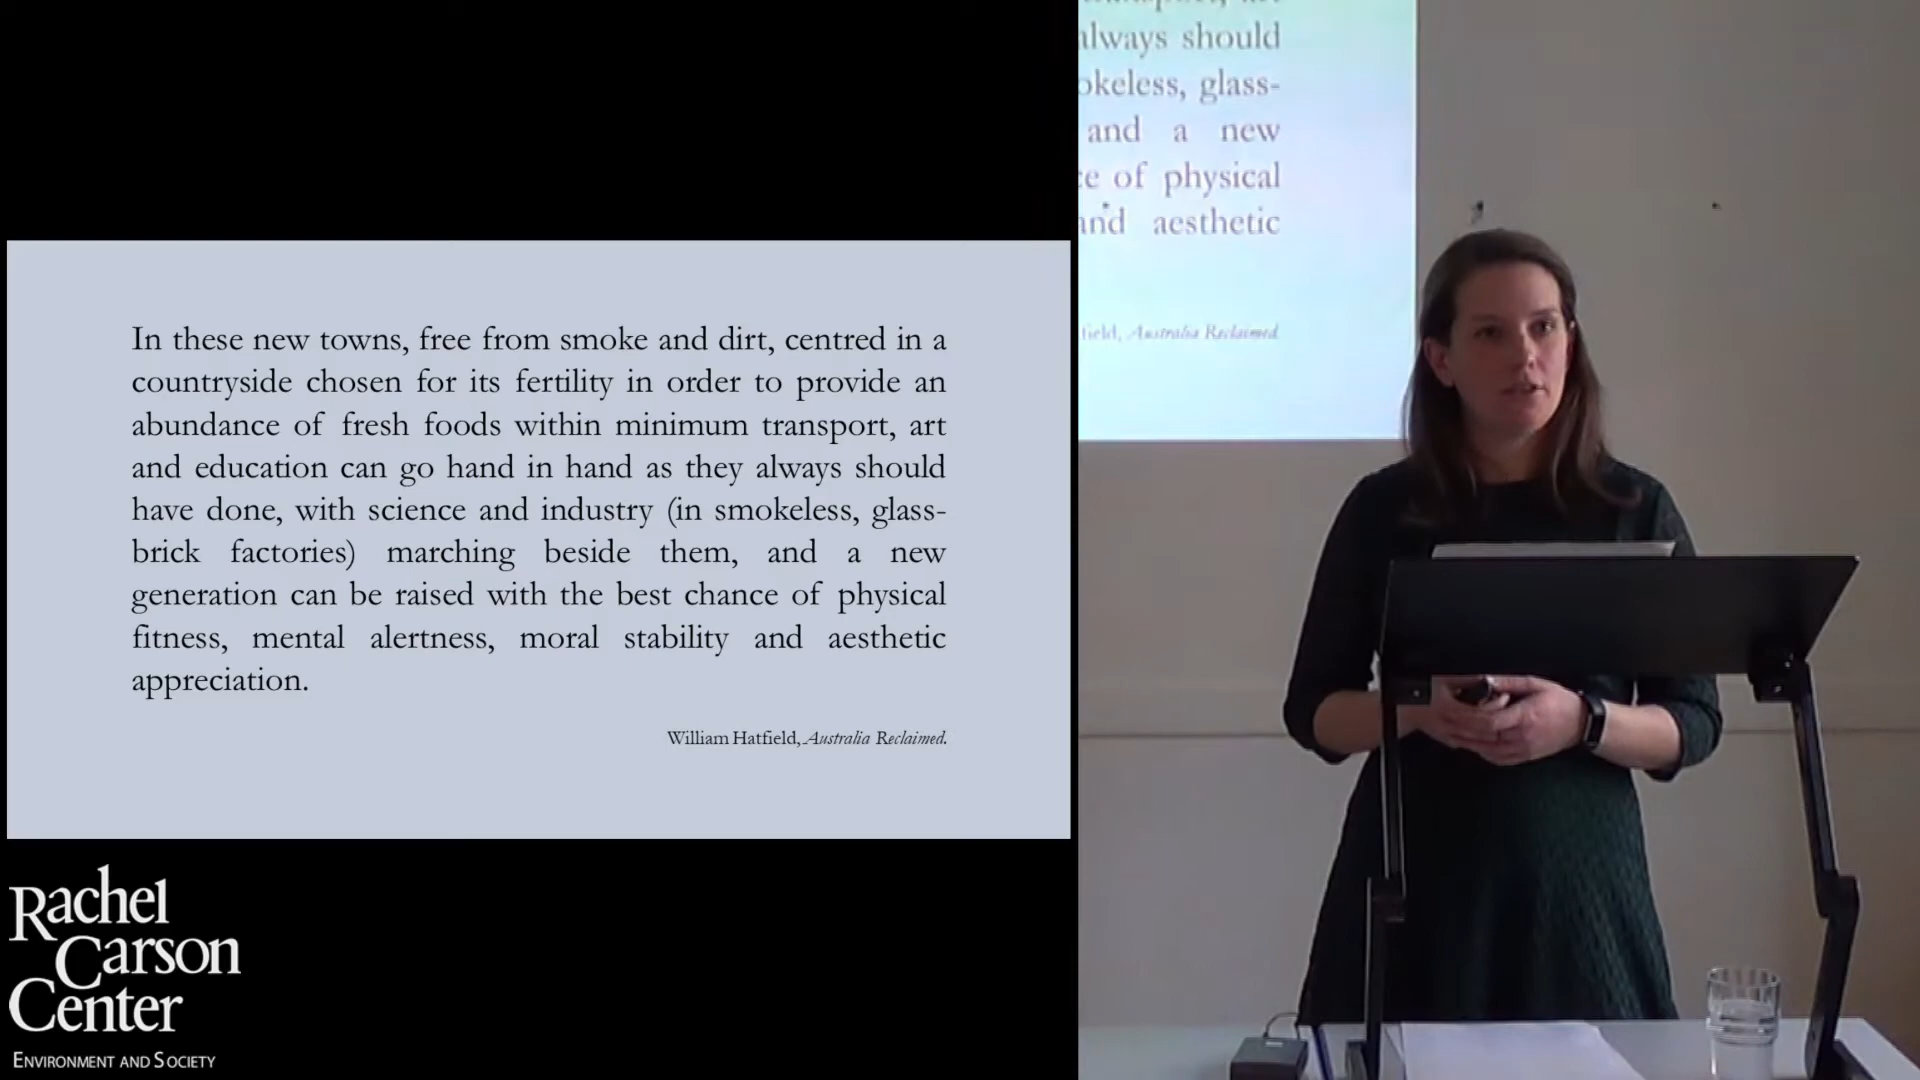 In these new towns, free from smoke and dirt, centred in a
countryside chosen for its fertility in order to provide an
abundance of fresh foods within minimum transport, art
and education can go hand in hand as they always should
have done, with science and industry (in smokeless, glass-
brick factories) marching beside them, and a new
generation can be raised with the best chance of physical
fitness, mental alertness, moral stability and aesthetic
appreciation.
William Hatfield, Australia Reclaimed.
Rachel
Carson
Center
ENVIRONMENT AND SOCIETY
always should
okeless, glass-
and a new
ce of physical
and aesthetic
field, Australia Reclaimed.